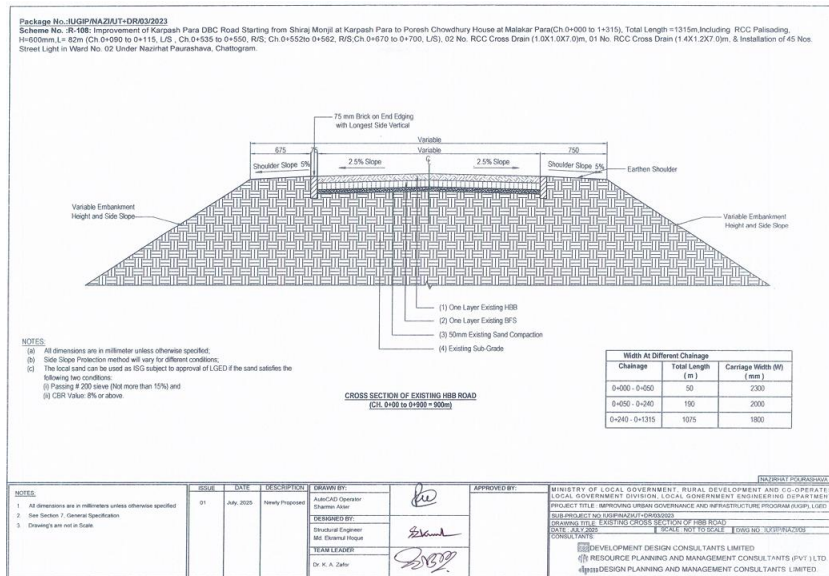 Package No.:IUGIP/NAZI/UT+DR/03/2023
Scheme No. :R-108: Improvement of Karpash Para DBC Road Starting from Shiraj Monjil at Karpash Para to Poresh Chowdhury House at Malakar Para(Ch.0+000 to 1+315), Total Length =1315m,Including RCC Palisading,
H=600mm,L= 82m (Ch.0+090 to 0+115, L/S , Ch.0+535 to 0+550, R/S; Ch.0+552to 0+562, R/S,Ch.0+670 to 0+700, L/S), 02 No. RCC Cross Drain (1.0X1.0X7.0)m, 01 No. RCC Cross Drain (1.4X1.2X7.0)m. & Installation of 45 Nos.
Street Light in Ward No. 02 Under Nazirhat Paurashava, Chattogram.
75 mm Brick on End Edging
with Longest Side Vertical
Variable
675
75
Variable
750
Shoulder Slope 5%
2.5% Slope
2.5% Slope
Shoulder Slope 5%
Earthen Shoulder
Variable Embankment
Height and Side Slope
Variable Embankment
Height and Side Slope
(1) One Layer Existing HBB
(2) One Layer Existing BFS
(3) 50mm Existing Sand Compaction
(4) Existing Sub-Grade
NOTES:
(a) All dimensions are in millimeter unless otherwise specified;
(b) Side Slope Protection method will vary for different conditions;
(c) The local sand can be used as ISG subject to approval of LGED if the sand satisfies the
following two conditions:
(i) Passing # 200 sieve (Not more than 15%) and
(ii) CBR Value: 8% or above.
CROSS SECTION OF EXISTING HBB ROAD
(CH. 0+00 to 0+900 = 900m)
Width At Different Chainage
Chainage Total Length ( m ) Carriage Width (W) ( mm )
0+000 - 0+050 50 2300
0+050 - 0+240 190 2000
0+240 - 0+1315 1075 1800
NAZIRHAT POURASHAVA
NOTES:
1 All dimensions are in millimeter unless otherwise specified
2 See Section 7, General Specification.
3 Drawing's are not in Scale.
ISSUE DATE DESCRIPTION
01 July, 2025 Newly Proposed
DRAWN BY:
AutoCAD Operator
Sharmin Akter
DESIGNED BY:
Structural Engineer
Md. Ekramul Hoque
TEAM LEADER
Dr. K. A. Zafor
APPROVED BY:
MINISTRY OF LOCAL GOVERNMENT, RURAL DEVELOPMENT AND CO-OPERATE
LOCAL GOVERNMENT DIVISION, LOCAL GONERNMENT ENGINEERING DEPARTMEN
PROJECT TITLE : IMPROVING URBAN GOVERNANCE AND INFRASTRUCTURE PROGRAM (IUGIP), LGED
SUB-PROJECT NO IUGIP/NAZI/UT+DR/03/2023
DRAWING TITLE: EXISTING CROSS SECTION OF HBB ROAD
DATE : JULY,2025 SCALE : NOT TO SCALE
CONSULTANTS:
DEVELOPMENT DESIGN CONSULTANTS LIMITED
RESOURCE PLANNING AND MANAGEMENT CONSULTANTS (PVT.) LTD
DESIGN PLANNING AND MANAGEMENT CONSULTANTS LIMITED.